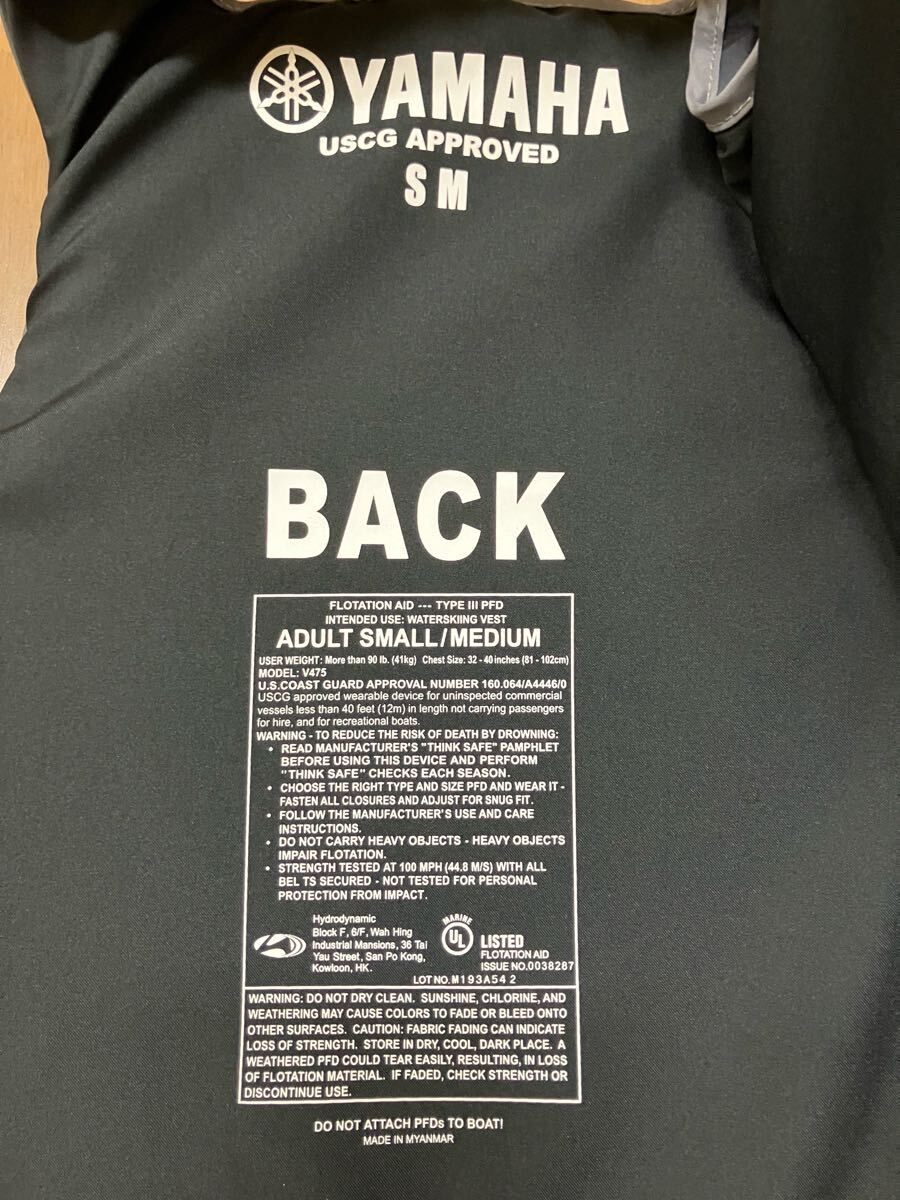 YAMAHA
USCG APPROVED
S M
BACK
FLOTATION AID --- TYPE III PFD
INTENDED USE: WATERSKIING VEST
ADULT SMALL/MEDIUM
USER WEIGHT: More than 90 lb. (41kg) Chest Size: 32 - 40 inches (81 - 102cm)
MODEL: V475
U.S.COAST GUARD APPROVAL NUMBER 160.064/A4446/0
USCG approved wearable device for uninspected commercial
vessels less than 40 feet (12m) in length not carrying passengers
for hire, and for recreational boats.
WARNING - TO REDUCE THE RISK OF DEATH BY DROWNING:
• READ MANUFACTURER'S "THINK SAFE" PAMPHLET
BEFORE USING THIS DEVICE AND PERFORM
"THINK SAFE" CHECKS EACH SEASON.
• CHOOSE THE RIGHT TYPE AND SIZE PFD AND WEAR IT -
FASTEN ALL CLOSURES AND ADJUST FOR SNUG FIT.
• FOLLOW THE MANUFACTURER'S USE AND CARE
INSTRUCTIONS.
• DO NOT CARRY HEAVY OBJECTS - HEAVY OBJECTS
IMPAIR FLOTATION.
• STRENGTH TESTED AT 100 MPH (44.8 M/S) WITH ALL
BEL TS SECURED - NOT TESTED FOR PERSONAL
PROTECTION FROM IMPACT.
Hydrodynamic
Block F, 6/F, Wah Hing
Industrial Mansions, 36 Tai
Yau Street, San Po Kong,
Kowloon, HK.
MARINE
UL
LISTED
FLOTATION AID
ISSUE NO.0038287
LOT NO.M193A54 2
WARNING: DO NOT DRY CLEAN. SUNSHINE, CHLORINE, AND
WEATHERING MAY CAUSE COLORS TO FADE OR BLEED ONTO
OTHER SURFACES. CAUTION: FABRIC FADING CAN INDICATE
LOSS OF STRENGTH. STORE IN DRY, COOL, DARK PLACE. A
WEATHERED PFD COULD TEAR EASILY, RESULTING, IN LOSS
OF FLOTATION MATERIAL. IF FADED, CHECK STRENGTH OR
DISCONTINUE USE.
DO NOT ATTACH PFDs TO BOAT!
MADE IN MYANMAR